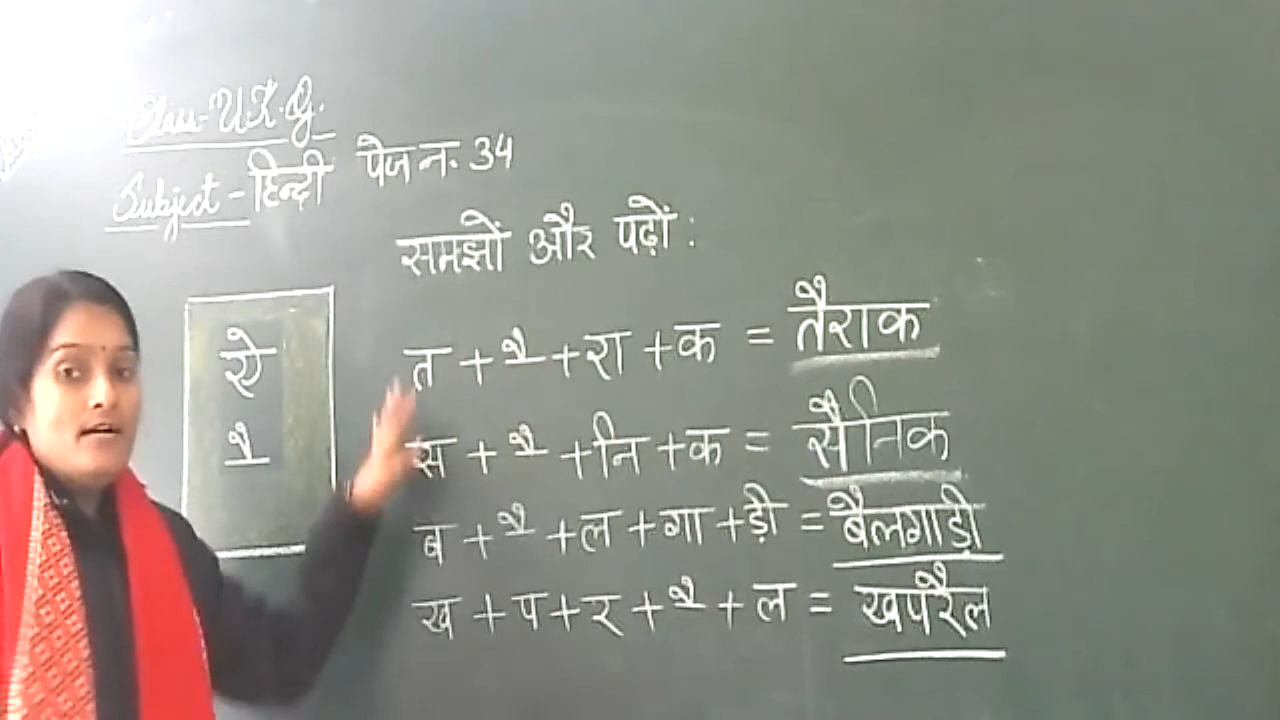 Class-U.K.G.
Subject-हिन्दी पेज न. 34
समझों और पढ़ों :
ऐ
ै
त + ै + रा + क = तैराक
स + ै + नि + क = सैनिक
ब + ै + ल + गा + ड़ी = बैलगाड़ी
ख + प + र + ै + ल = खपरैल